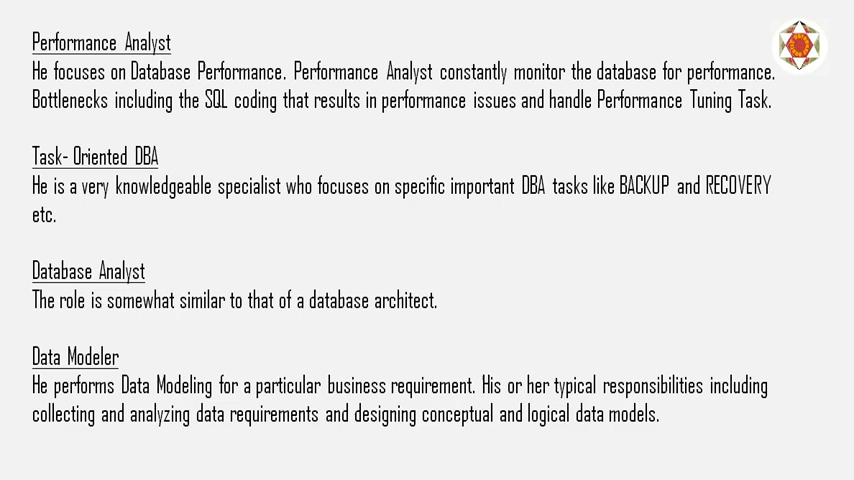 Performance Analyst
He focuses on Database Performance. Performance Analyst constantly monitor the database for performance.
Bottlenecks including the SQL coding that results in performance issues and handle Performance Tuning Task.
Task- Oriented DBA
He is a very knowledgeable specialist who focuses on specific important DBA tasks like BACKUP and RECOVERY
etc.
Database Analyst
The role is somewhat similar to that of a database architect.
Data Modeler
He performs Data Modeling for a particular business requirement. His or her typical responsibilities including
collecting and analyzing data requirements and designing conceptual and logical data models.